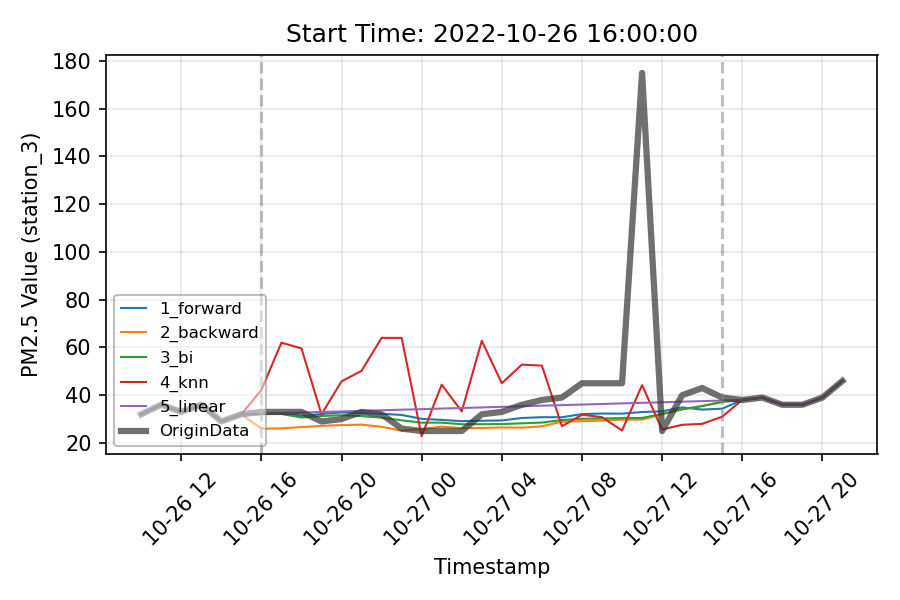 Start Time: 2022-10-26 16:00:00
PM2.5 Value (station_3)
180
160
140
120
100
80
60
40
20
1_forward
2_backward
3_bi
4_knn
5_linear
OriginData
10-26 12
10-26 16
10-26 20
10-27 00
10-27 04
10-27 08
10-27 12
10-27 16
10-27 20
Timestamp